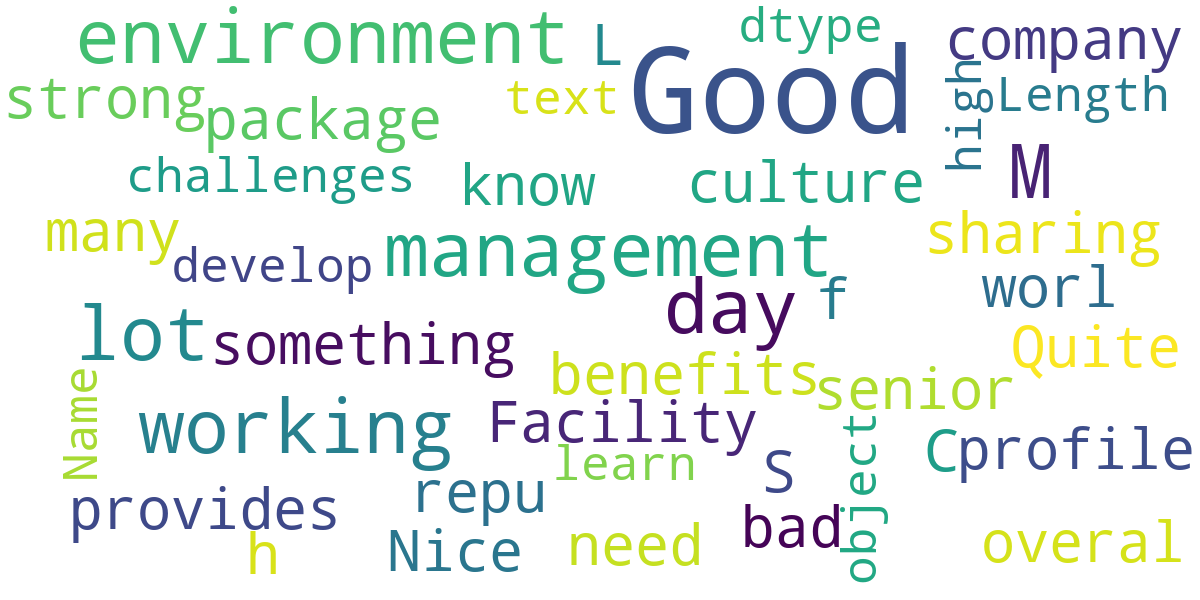 environment
L
dtype
Good
company
strong
package
text
high
Length
challenges
know
culture
M
many
develop
management
sharing
day
f
worl
lot
something
Quite
benefits
senior
Name
working
Facility
object
C
profile
learn
S
provides
repu
bad
h
Nice
need
overal